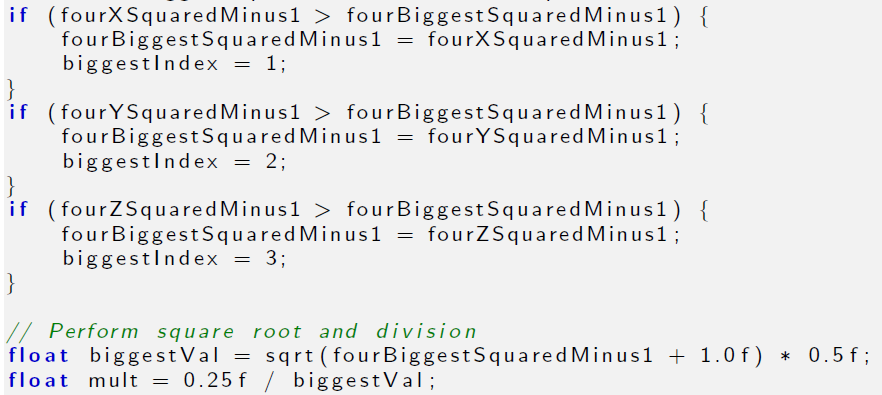 if (fourXSquaredMinus1 > fourBiggestSquaredMinus1) {
    fourBiggestSquaredMinus1 = fourXSquaredMinus1;
    biggestIndex = 1;
}
if (fourYSquaredMinus1 > fourBiggestSquaredMinus1) {
    fourBiggestSquaredMinus1 = fourYSquaredMinus1;
    biggestIndex = 2;
}
if (fourZSquaredMinus1 > fourBiggestSquaredMinus1) {
    fourBiggestSquaredMinus1 = fourZSquaredMinus1;
    biggestIndex = 3;
}
// Perform square root and division
float biggestVal = sqrt(fourBiggestSquaredMinus1 + 1.0f) * 0.5f;
float mult = 0.25f / biggestVal;